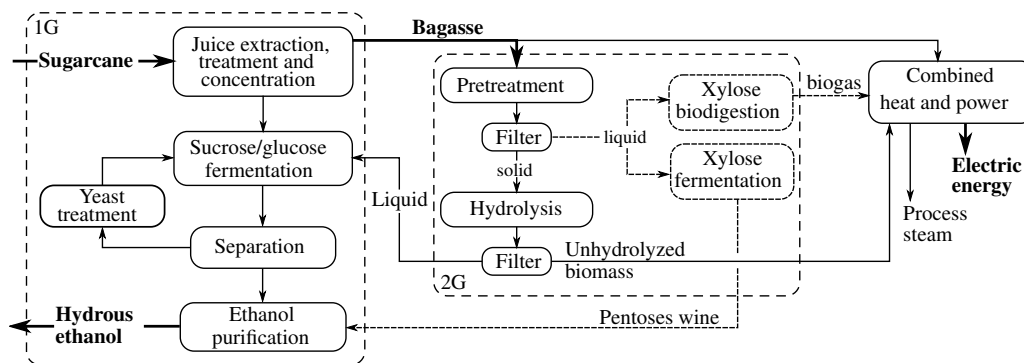 1G
Sugarcane
Juice extraction,
treatment and
concentration
Bagasse
Pretreatment
Filter
liquid
Xylose
biodigestion
biogas
Combined
heat and power
Sucrose/glucose
fermentation
Yeast
treatment
Liquid
solid
Xylose
fermentation
Electric
energy
Hydrolysis
Process
steam
Separation
Filter
Unhydrolyzed
biomass
2G
Hydrous
ethanol
Ethanol
purification
Pentoses wine